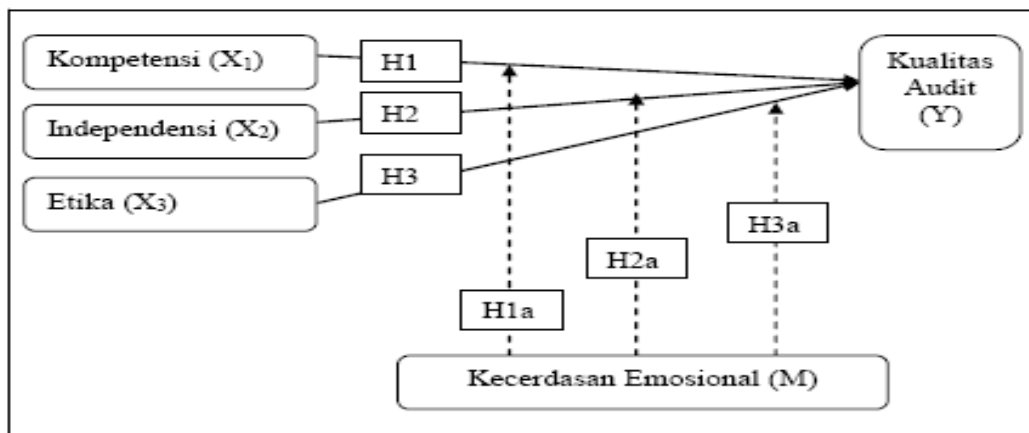 Kompetensi (X₁)
H1
Kualitas
Audit
(Y)
Independensi (X₂)
H2
Etika (X₃)
H3
H3a
H2a
H1a
Kecerdasan Emosional (M)